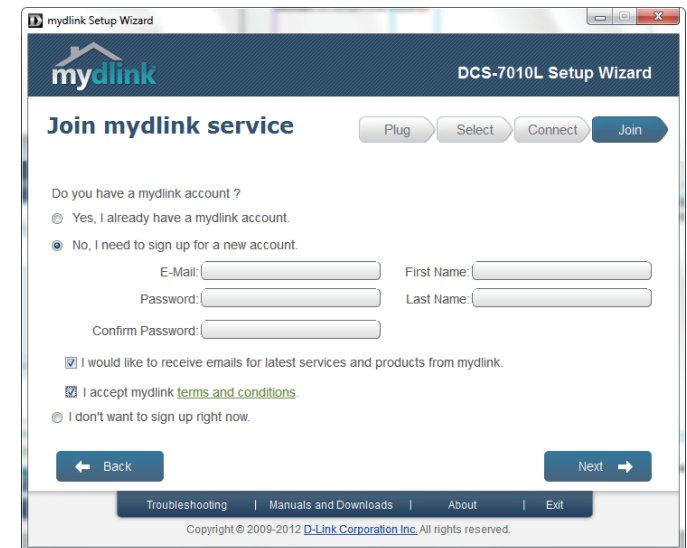 mydlink Setup Wizard
mydlink
DCS-7010L Setup Wizard
Join mydlink service
Plug
Select
Connect
Join
Do you have a mydlink account ?
Yes, I already have a mydlink account.
No, I need to sign up for a new account.
E-Mail:
First Name:
Password:
Last Name:
Confirm Password:
I would like to receive emails for latest services and products from mydlink.
I accept mydlink terms and conditions.
I don't want to sign up right now.
Back
Next
Troubleshooting | Manuals and Downloads | About | Exit
Copyright © 2009-2012 D-Link Corporation Inc. All rights reserved.